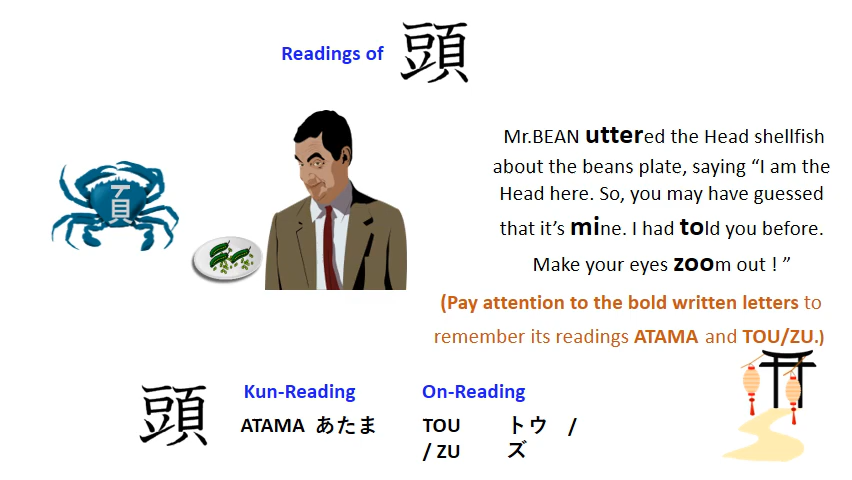 Readings of 頭
頁
Mr.BEAN uttered the Head shellfish
about the beans plate, saying “I am the
Head here. So, you may have guessed
that it’s mine. I had told you before.
Make your eyes zoom out ! ”
(Pay attention to the bold written letters to
remember its readings ATAMA and TOU/ZU.)
頭
Kun-Reading
ATAMA あたま
On-Reading
TOU トウ /
/ ZU ズ